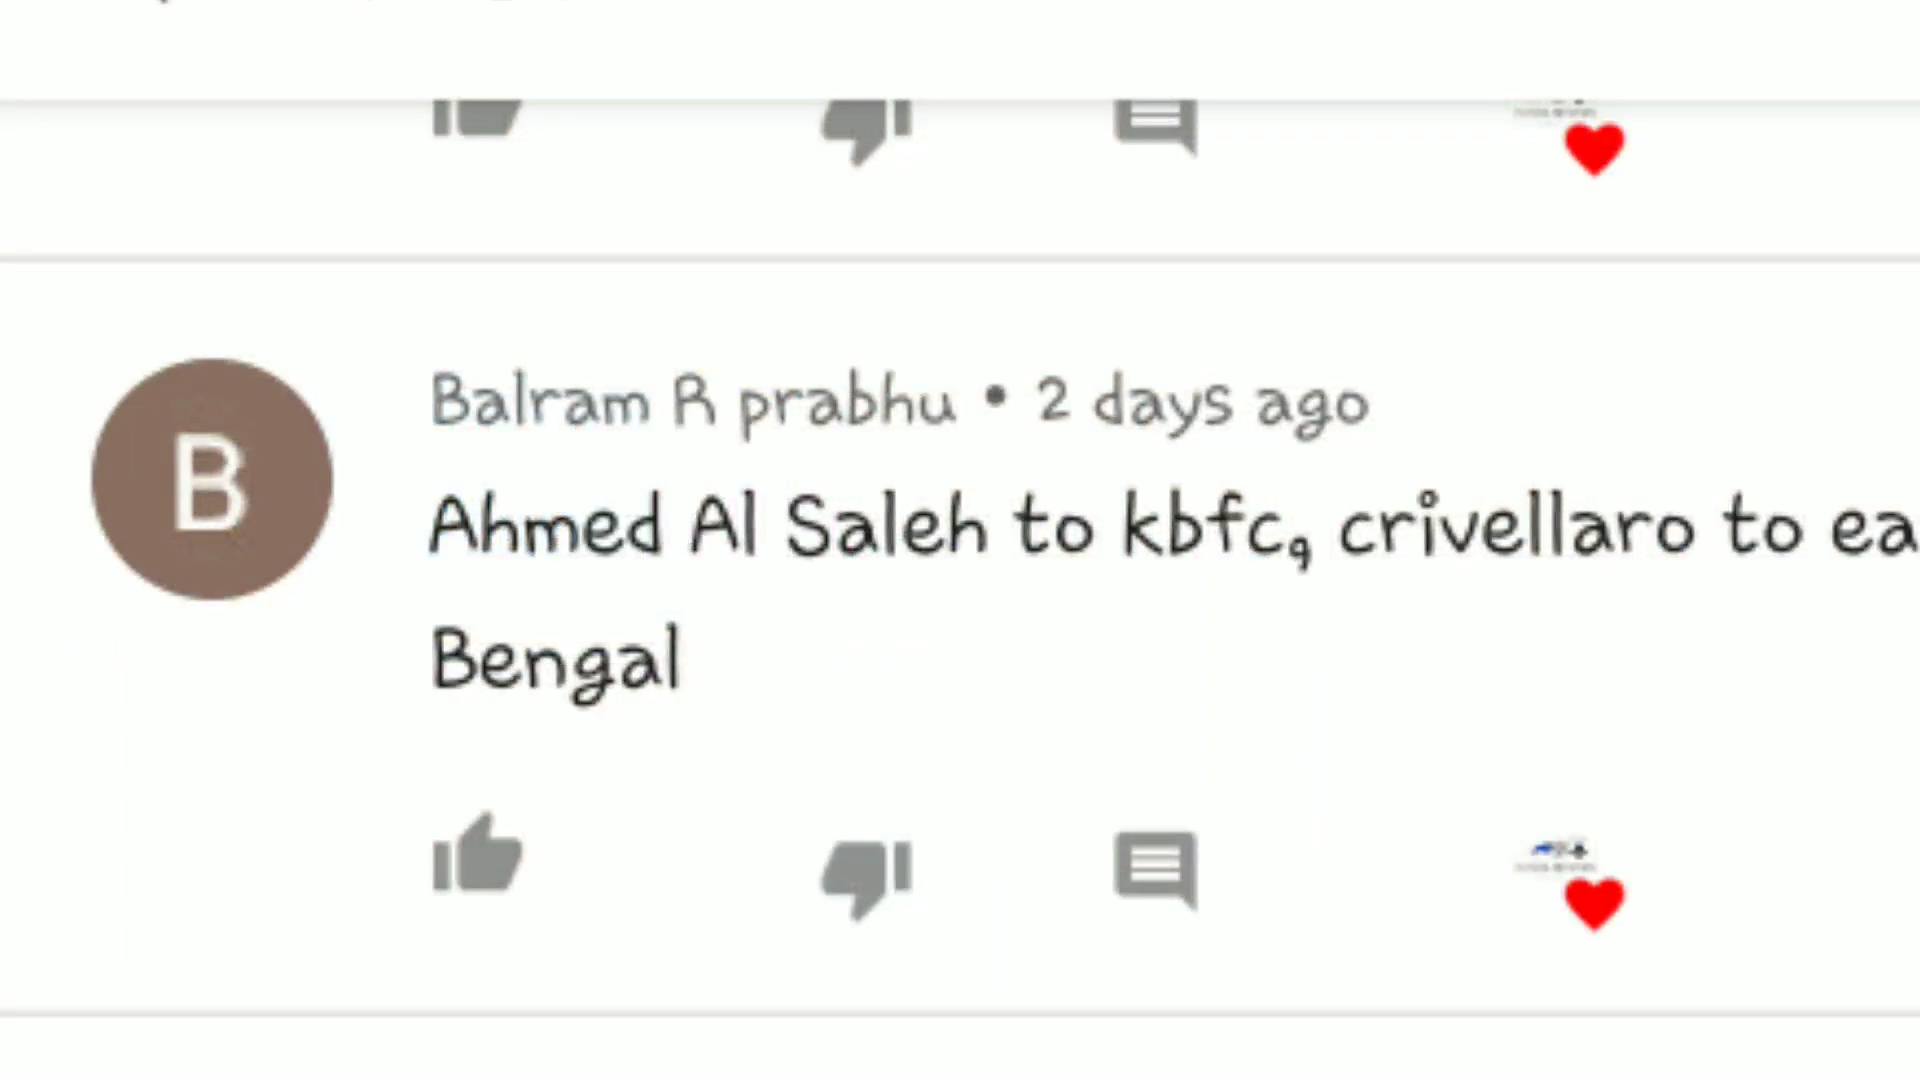 B
Balram R prabhu • 2 days ago
Ahmed Al Saleh to kbfc, crivellaro to ea
Bengal